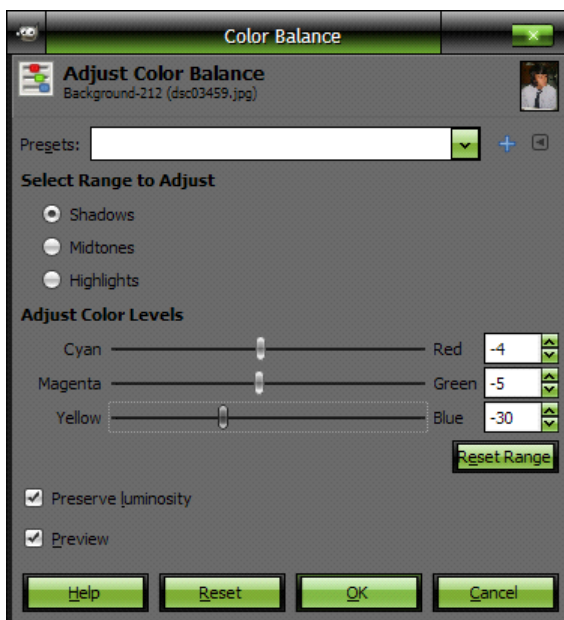 Color Balance
Adjust Color Balance
Background-212 (dsc03459.jpg)
Presets:
Select Range to Adjust
Shadows
Midtones
Highlights
Adjust Color Levels
Cyan Red -4
Magenta Green -5
Yellow Blue -30
Reset Range
Preserve luminosity
Preview
Help Reset OK Cancel